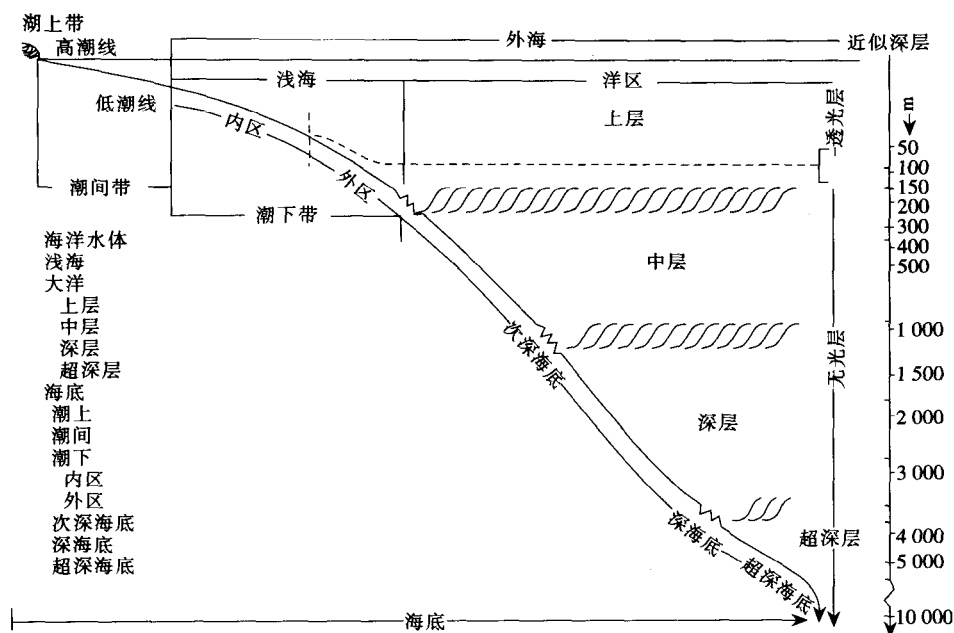 湖上带
高潮线
外海
近似深层
浅海
洋区
低潮线
上层
透光层
m
内区
外区
潮间带
潮下带
50
100
150
200
300
400
500
1 000
1 500
2 000
3 000
4 000
5 000
10 000
海洋水体
浅海
大洋
上层
中层
深层
超深层
海底
潮上
潮间
潮下
内区
外区
次深海底
深海底
超深海底
中层
次深海底
无光层
深层
深海底
超深层
超深海底
海底